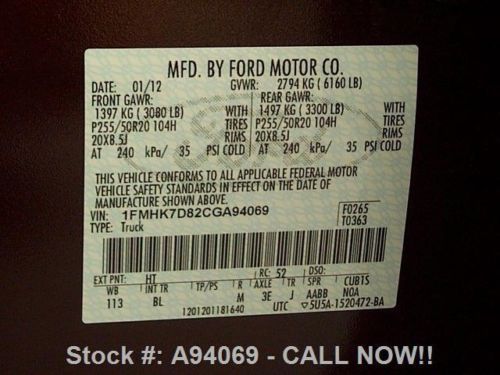 MFD. BY FORD MOTOR CO.
DATE: 01/12 GVWR: 2794 KG ( 6160 LB)
FRONT GAWR: REAR GAWR:
1397 KG ( 3080 LB) WITH 1497 KG ( 3300 LB) WITH
P255/50R20 104H TIRES P255/50R20 104H TIRES
20X8.5J RIMS 20X8.5J RIMS
AT 240 kPa/ 35 PSI COLD AT 240 kPa/ 35 PSI COLD
THIS VEHICLE CONFORMS TO ALL APPLICABLE FEDERAL MOTOR
VEHICLE SAFETY STANDARDS IN EFFECT ON THE DATE OF
MANUFACTURE SHOWN ABOVE.
VIN: 1FMHK7D82CGA94069 F0265
TYPE: Truck T0363
EXT PNT: HT RC: 52 DSO:
WB INT TR TP/PS R AXLE TR SPR CUBTS
113 BL M 3E J AABB NOA
1201201181640 UTC ▽5U5A-1520472-BA
Stock #: A94069 - CALL NOW!!